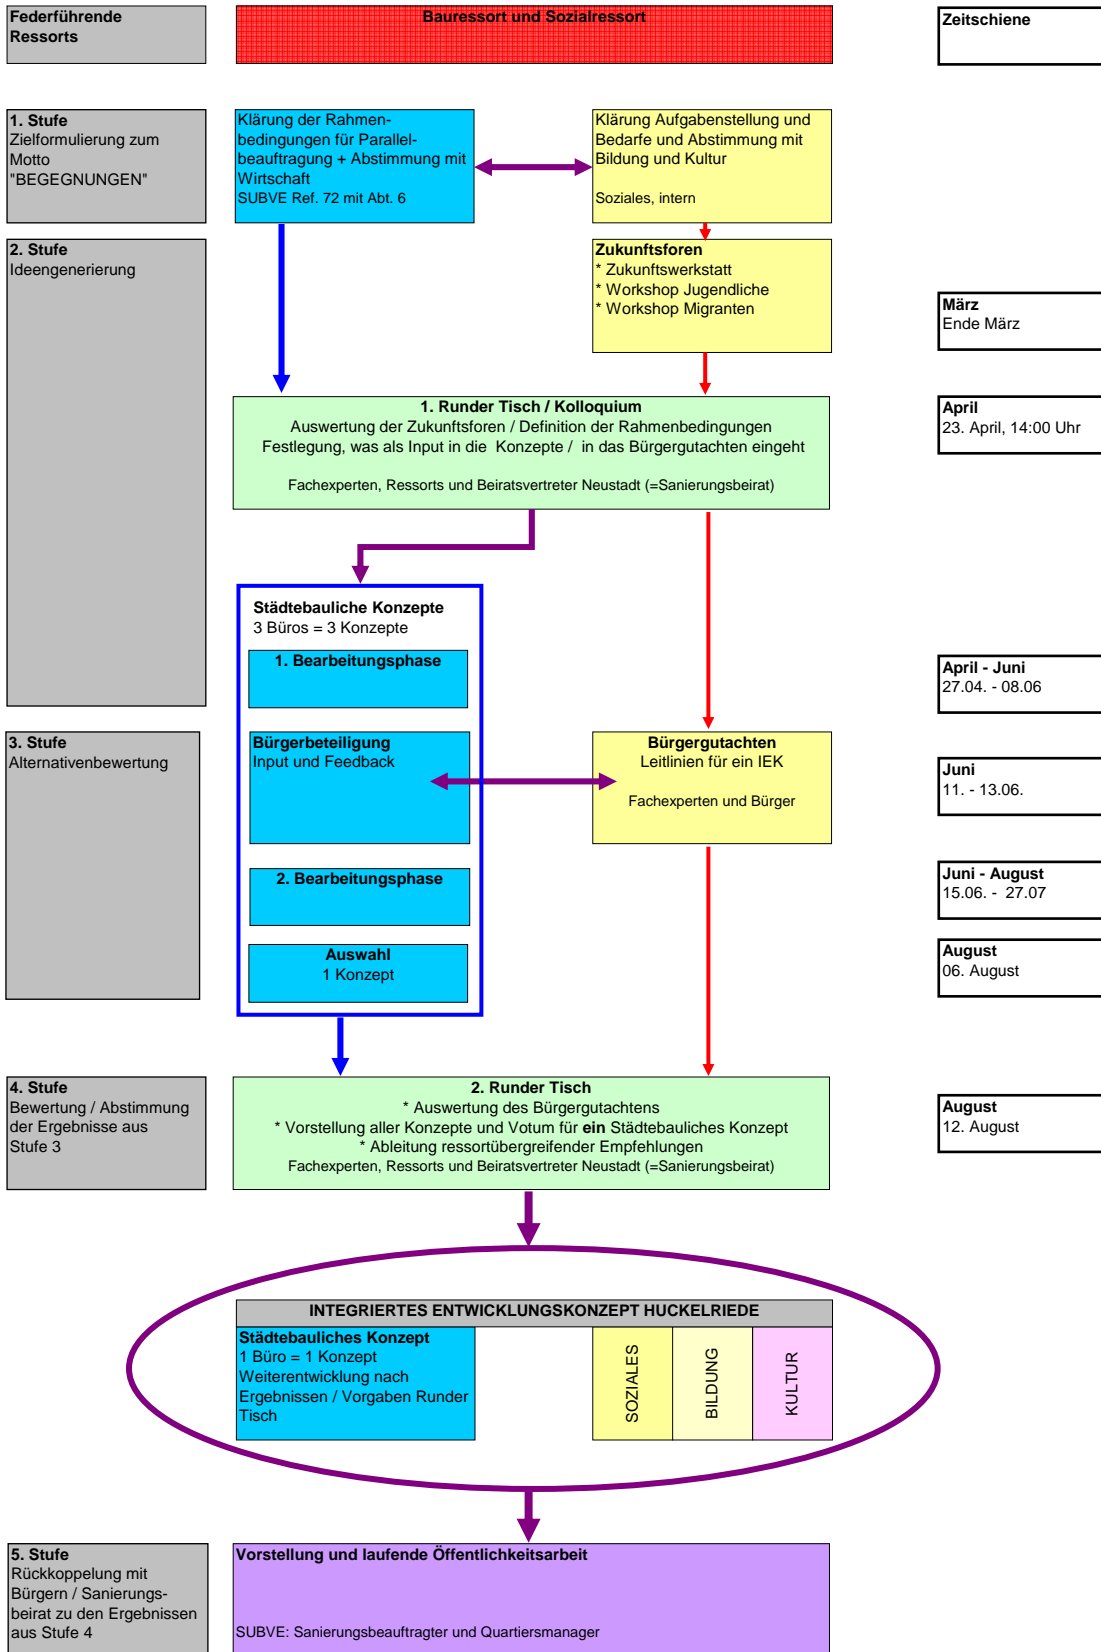 Federführende
Ressorts
Bauressort und Sozialressort
Zeitschiene
1. Stufe
Zielformulierung zum
Motto
"BEGEGNUNGEN"
Klärung der Rahmen-
bedingungen für Parallel-
beauftragung + Abstimmung mit
Wirtschaft
SUBVE Ref. 72 mit Abt. 6
Klärung Aufgabenstellung und
Bedarfe und Abstimmung mit
Bildung und Kultur
Soziales, intern
2. Stufe
Ideengenerierung
Zukunftsforen
* Zukunftswerkstatt
* Workshop Jugendliche
* Workshop Migranten
März
Ende März
1. Runder Tisch / Kolloquium
Auswertung der Zukunftsforen / Definition der Rahmenbedingungen
Festlegung, was als Input in die  Konzepte /  in das Bürgergutachten eingeht
Fachexperten, Ressorts und Beiratsvertreter Neustadt (=Sanierungsbeirat)
April
23. April, 14:00 Uhr
Städtebauliche Konzepte
3 Büros = 3 Konzepte
1. Bearbeitungsphase
April - Juni
27.04. - 08.06
3. Stufe
Alternativenbewertung
Bürgerbeteiligung
Input und Feedback
Bürgergutachten
Leitlinien für ein IEK
Fachexperten und Bürger
Juni
11. - 13.06.
2. Bearbeitungsphase
Juni - August
15.06. -  27.07
Auswahl
1 Konzept
August
06. August
4. Stufe
Bewertung / Abstimmung
der Ergebnisse aus
Stufe 3
2. Runder Tisch
* Auswertung des Bürgergutachtens
* Vorstellung aller Konzepte und Votum für ein Städtebauliches Konzept
* Ableitung ressortübergreifender Empfehlungen
Fachexperten, Ressorts und Beiratsvertreter Neustadt (=Sanierungsbeirat)
August
12. August
INTEGRIERTES ENTWICKLUNGSKONZEPT HUCKELRIEDE
Städtebauliches Konzept
1 Büro = 1 Konzept
Weiterentwicklung nach
Ergebnissen / Vorgaben Runder
Tisch
SOZIALES
BILDUNG
KULTUR
5. Stufe
Rückkoppelung mit
Bürgern / Sanierungs-
beirat zu den Ergebnissen
aus Stufe 4
Vorstellung und laufende Öffentlichkeitsarbeit
SUBVE: Sanierungsbeauftragter und Quartiersmanager